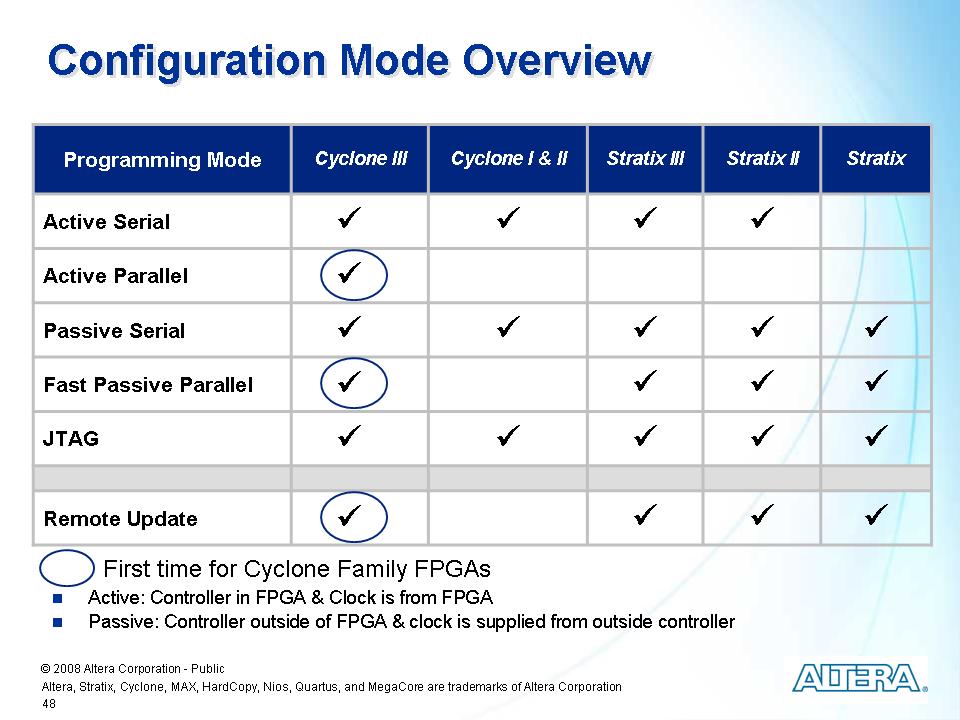 Configuration Mode Overview
Programming Mode Cyclone III Cyclone I & II Stratix III Stratix II Stratix
Active Serial ✓ ✓ ✓ ✓
Active Parallel ✓
Passive Serial ✓ ✓ ✓ ✓ ✓
Fast Passive Parallel ✓ ✓ ✓ ✓
JTAG ✓ ✓ ✓ ✓ ✓
Remote Update ✓ ✓ ✓ ✓
First time for Cyclone Family FPGAs
Active: Controller in FPGA & Clock is from FPGA
Passive: Controller outside of FPGA & clock is supplied from outside controller
© 2008 Altera Corporation - Public
Altera, Stratix, Cyclone, MAX, HardCopy, Nios, Quartus, and MegaCore are trademarks of Altera Corporation
48
ALTERA®